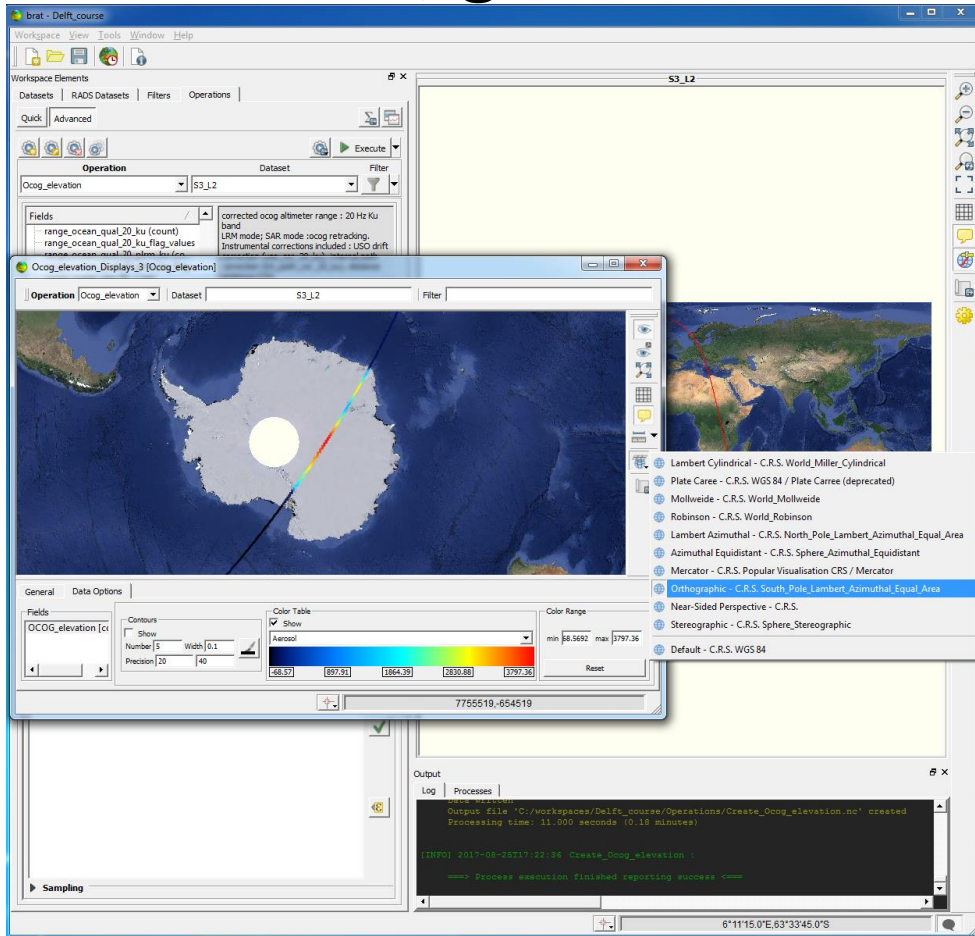 brat - Delft_course
Workspace View Tools Window Help
Workspace Elements
Datasets RADS Datasets Filters Operations
Quick Advanced
Execute
Operation Dataset Filter
Ocog_elevation S3_L2
Fields
range_ocean_qual_20_ku (count)
range_ocean_qual_20_ku_flag_values
corrected ocog altimeter range : 20 Hz Ku
band
LRM mode; SAR mode :ocog retracking.
Instrumental corrections included : USO drift
S3_L2
Ocog_elevation_Displays_3 [Ocog_elevation]
Operation Ocog_elevation Dataset S3_L2 Filter
Lambert Cylindrical - C.R.S. World_Miller_Cylindrical
Plate Caree - C.R.S. WGS 84 / Plate Carree (deprecated)
Mollweide - C.R.S. World_Mollweide
Robinson - C.R.S. World_Robinson
Lambert Azimuthal - C.R.S. North_Pole_Lambert_Azimuthal_Equal_Area
Azimuthal Equidistant - C.R.S. Sphere_Azimuthal_Equidistant
Mercator - C.R.S. Popular Visualisation CRS / Mercator
Orthographic - C.R.S. South_Pole_Lambert_Azimuthal_Equal_Area
Near-Sided Perspective - C.R.S.
Stereographic - C.R.S. Sphere_Stereographic
Default - C.R.S. WGS 84
General Data Options
Fields
OCOG_elevation [co
Contours
Show
Number 5 Width 0.1
Precision 20 40
Color Table
Show
Aerosol
-68.57 897.91 1864.39 2830.88 3797.36
Color Range
min 68.5692 max 3797.36
Reset
7755519,-654519
Sampling
Output
Log Processes
Data written
Output file 'C:/workspaces/Delft_course/Operations/Create_Ocog_elevation.nc' created
Processing time: 11.000 seconds (0.18 minutes)
[INFO] 2017-08-25T17:22:36 Create_Ocog_elevation :
===> Process execution finished reporting success <===
6°11'15.0"E,63°33'45.0"S